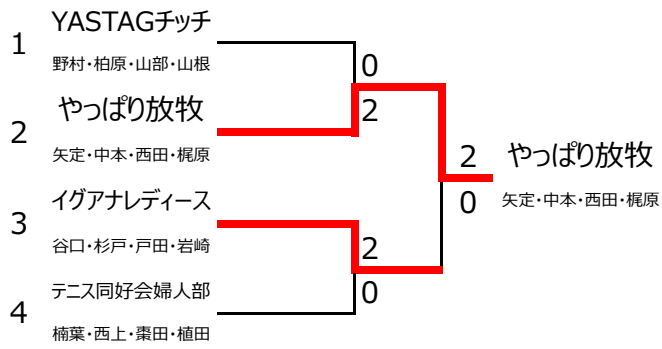 1
YASTAGチッチ
野村・柏原・山部・山根
0
2
やっぱり放牧
2
矢定・中本・西田・梶原
2
やっぱり放牧
0
矢定・中本・西田・梶原
3
イグアナレディース
谷口・杉戸・戸田・岩崎
2
4
テニス同好会婦人部
0
楠葉・西上・棗田・植田